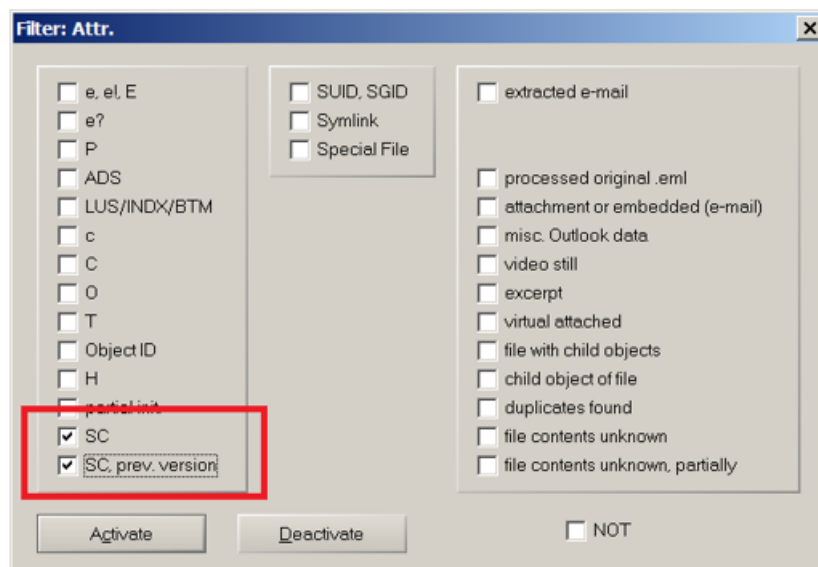 Filter: Attr.
e, el, E
e?
P
ADS
LUS/INDX/BTM
c
C
O
T
Object ID
H
partial init.
SC
SC, prev. version
SUID, SGID
Symlink
Special File
extracted e-mail
processed original .eml
attachment or embedded (e-mail)
misc. Outlook data
video still
excerpt
virtual attached
file with child objects
child object of file
duplicates found
file contents unknown
file contents unknown, partially
Activate
Deactivate
NOT